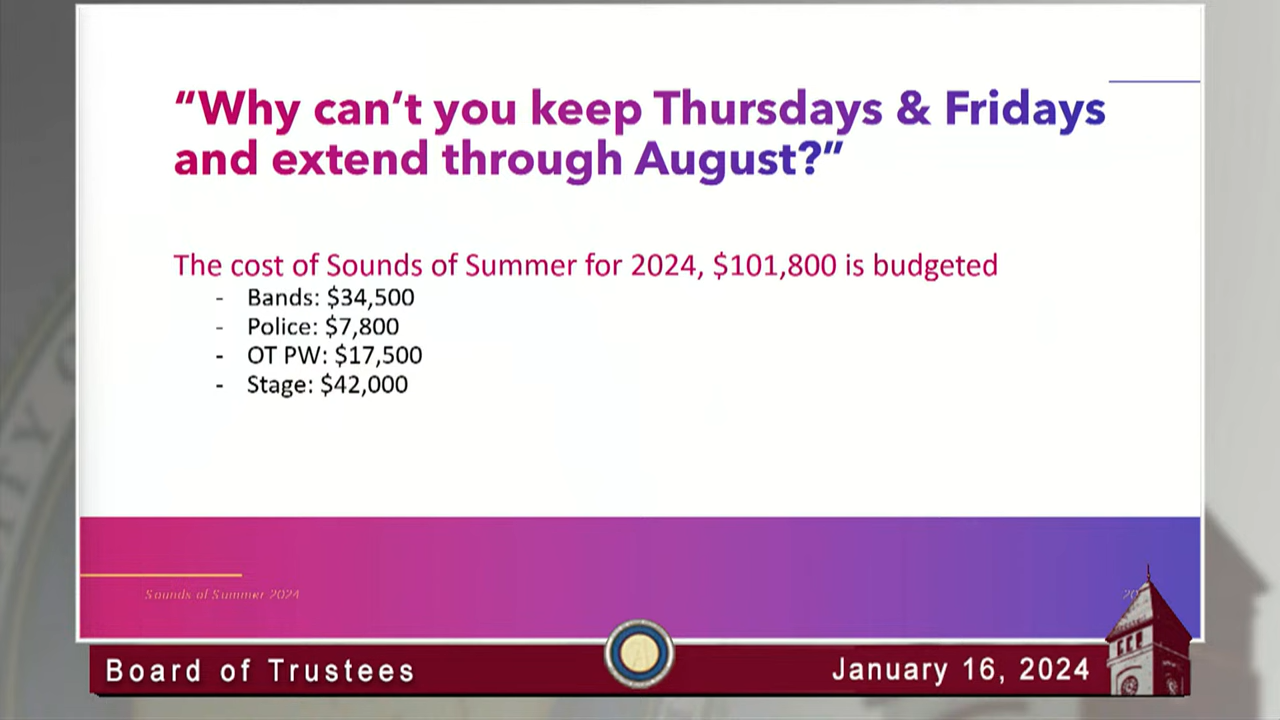 “Why can’t you keep Thursdays & Fridays
and extend through August?”
The cost of Sounds of Summer for 2024, $101,800 is budgeted
- Bands: $34,500
- Police: $7,800
- OT PW: $17,500
- Stage: $42,000
Sounds of Summer 2024
Board of Trustees
January 16, 2024